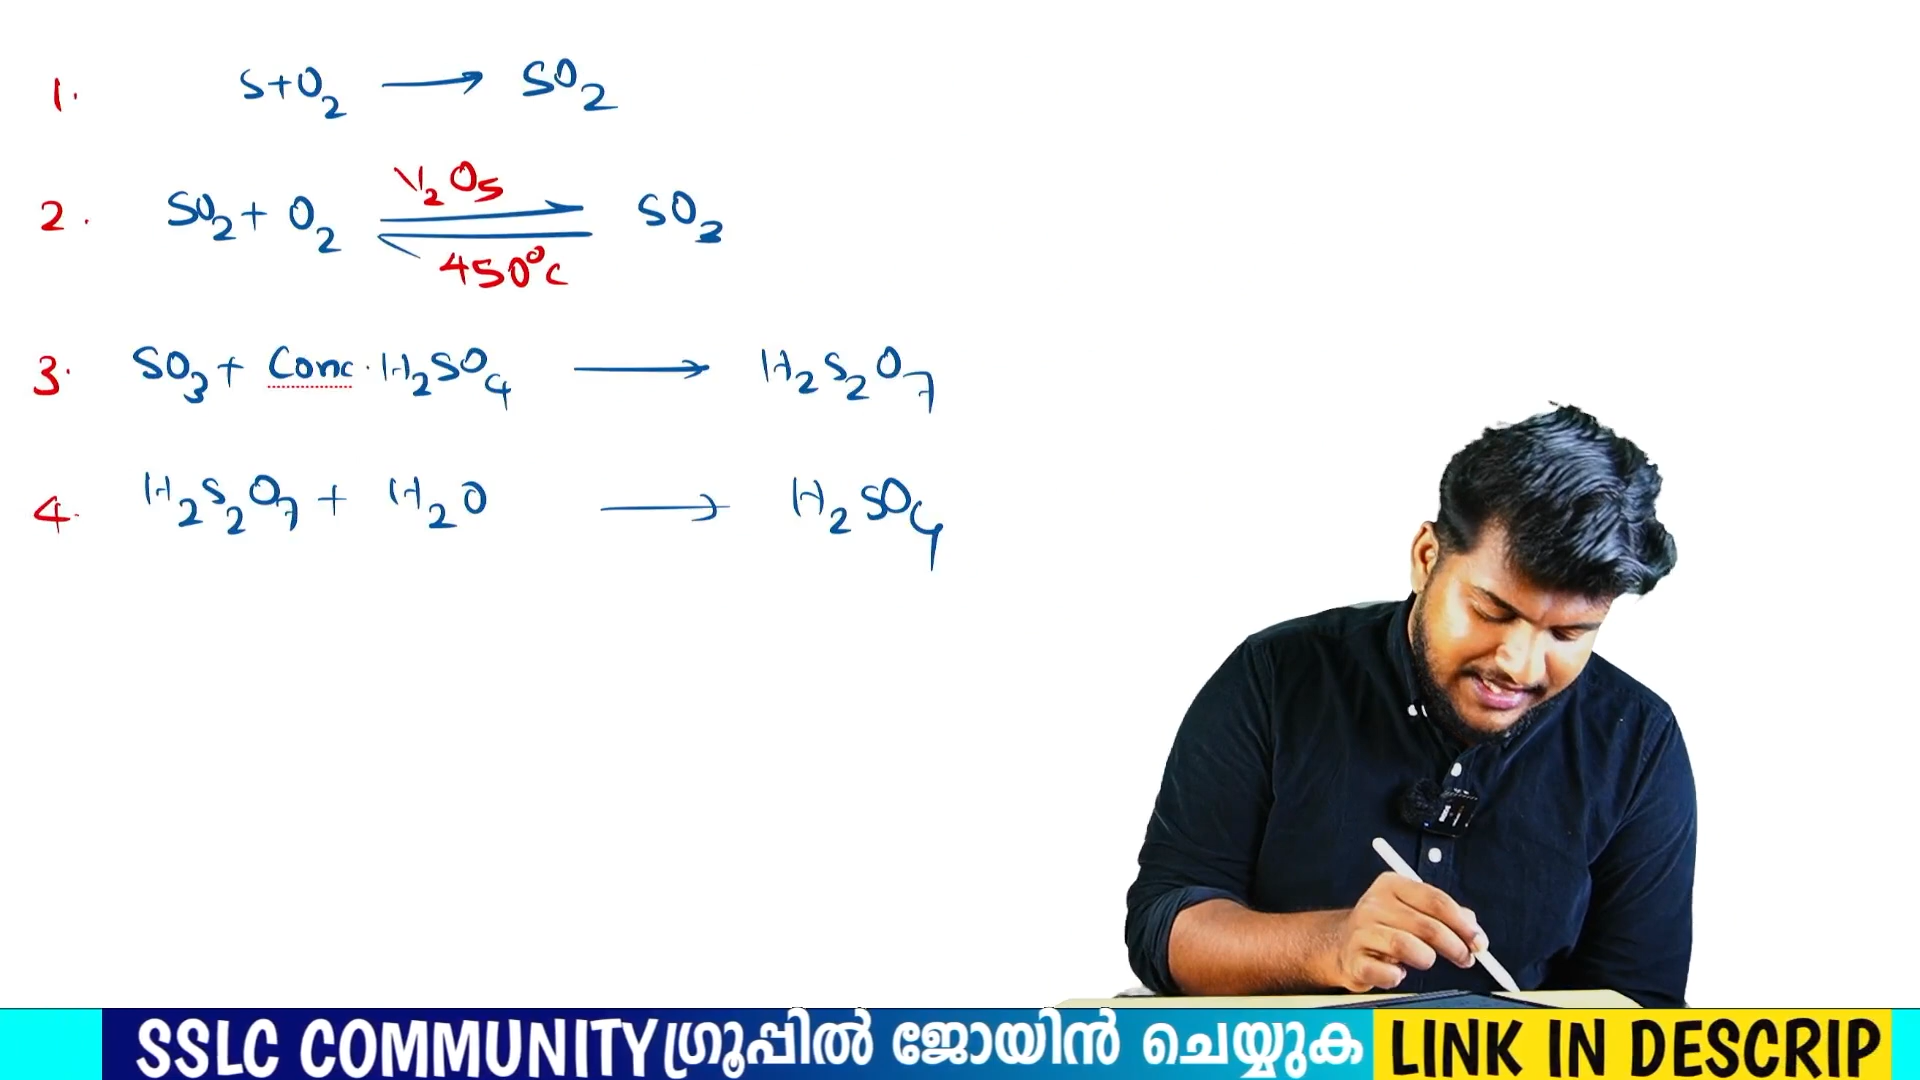 1. S+O₂ ⟶ SO₂
2. SO₂ + O₂ ⇌ SO₃
V₂O₅
450°C
3. SO₃ + Conc. H₂SO₄ ⟶ H₂S₂O₇
4. H₂S₂O₇ + H₂O ⟶ H₂SO₄
SSLC COMMUNITY ഗ്രൂപ്പിൽ ജോയിൻ ചെയ്യുക LINK IN DESCRIP